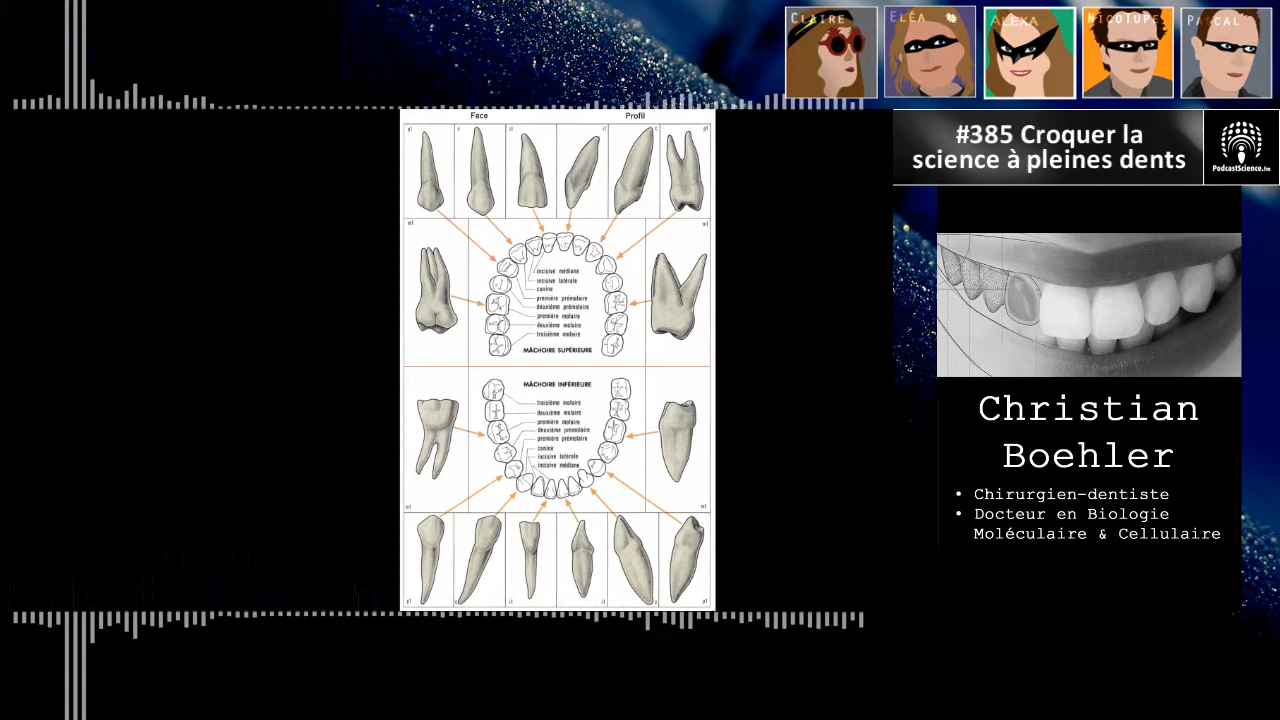 CLAIRE
ELÉA
ALEXA
NICOTUPE
PASCAL
#385 Croquer la
science à pleines dents
PodcastScience.fm
Face
Profil
incisive médiane
incisive latérale
canine
première prémolaire
deuxième prémolaire
première molaire
deuxième molaire
troisième molaire
MÂCHOIRE SUPÉRIEURE
MÂCHOIRE INFÉRIEURE
troisième molaire
deuxième molaire
première molaire
deuxième prémolaire
première prémolaire
canine
incisive latérale
incisive médiane
Christian
Boehler
• Chirurgien-dentiste
• Docteur en Biologie
Moléculaire & Cellulaire